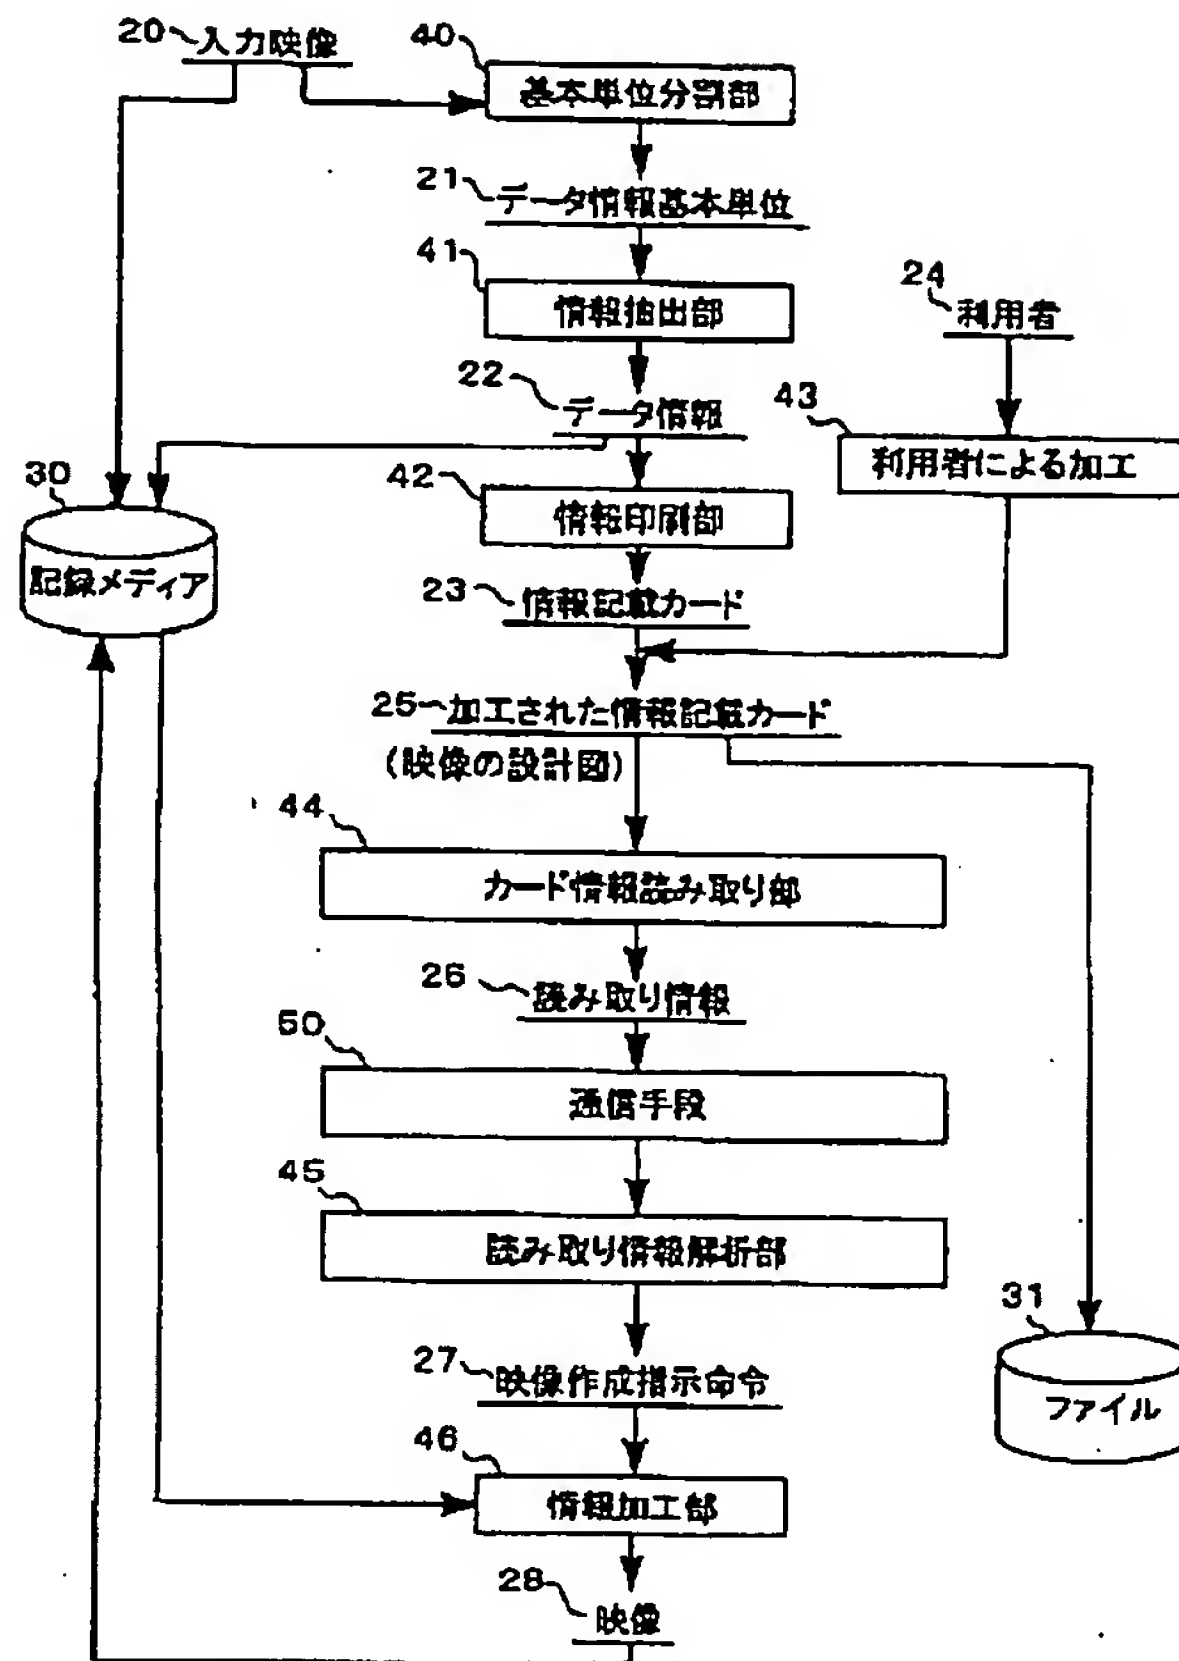 20 入力映像
40
基本単位分割部
21 データ情報基本単位
41
情報抽出部
24
利用者
22 データ情報
43
利用者による加工
30
記録メディア
42
情報印刷部
23 情報記載カード
25 加工された情報記載カード
(映像の設計図)
44
カード情報読み取り部
26 読み取り情報
50
通信手段
45
読み取り情報解析部
31
ファイル
27 映像作成指示命令
46
情報加工部
28
映像